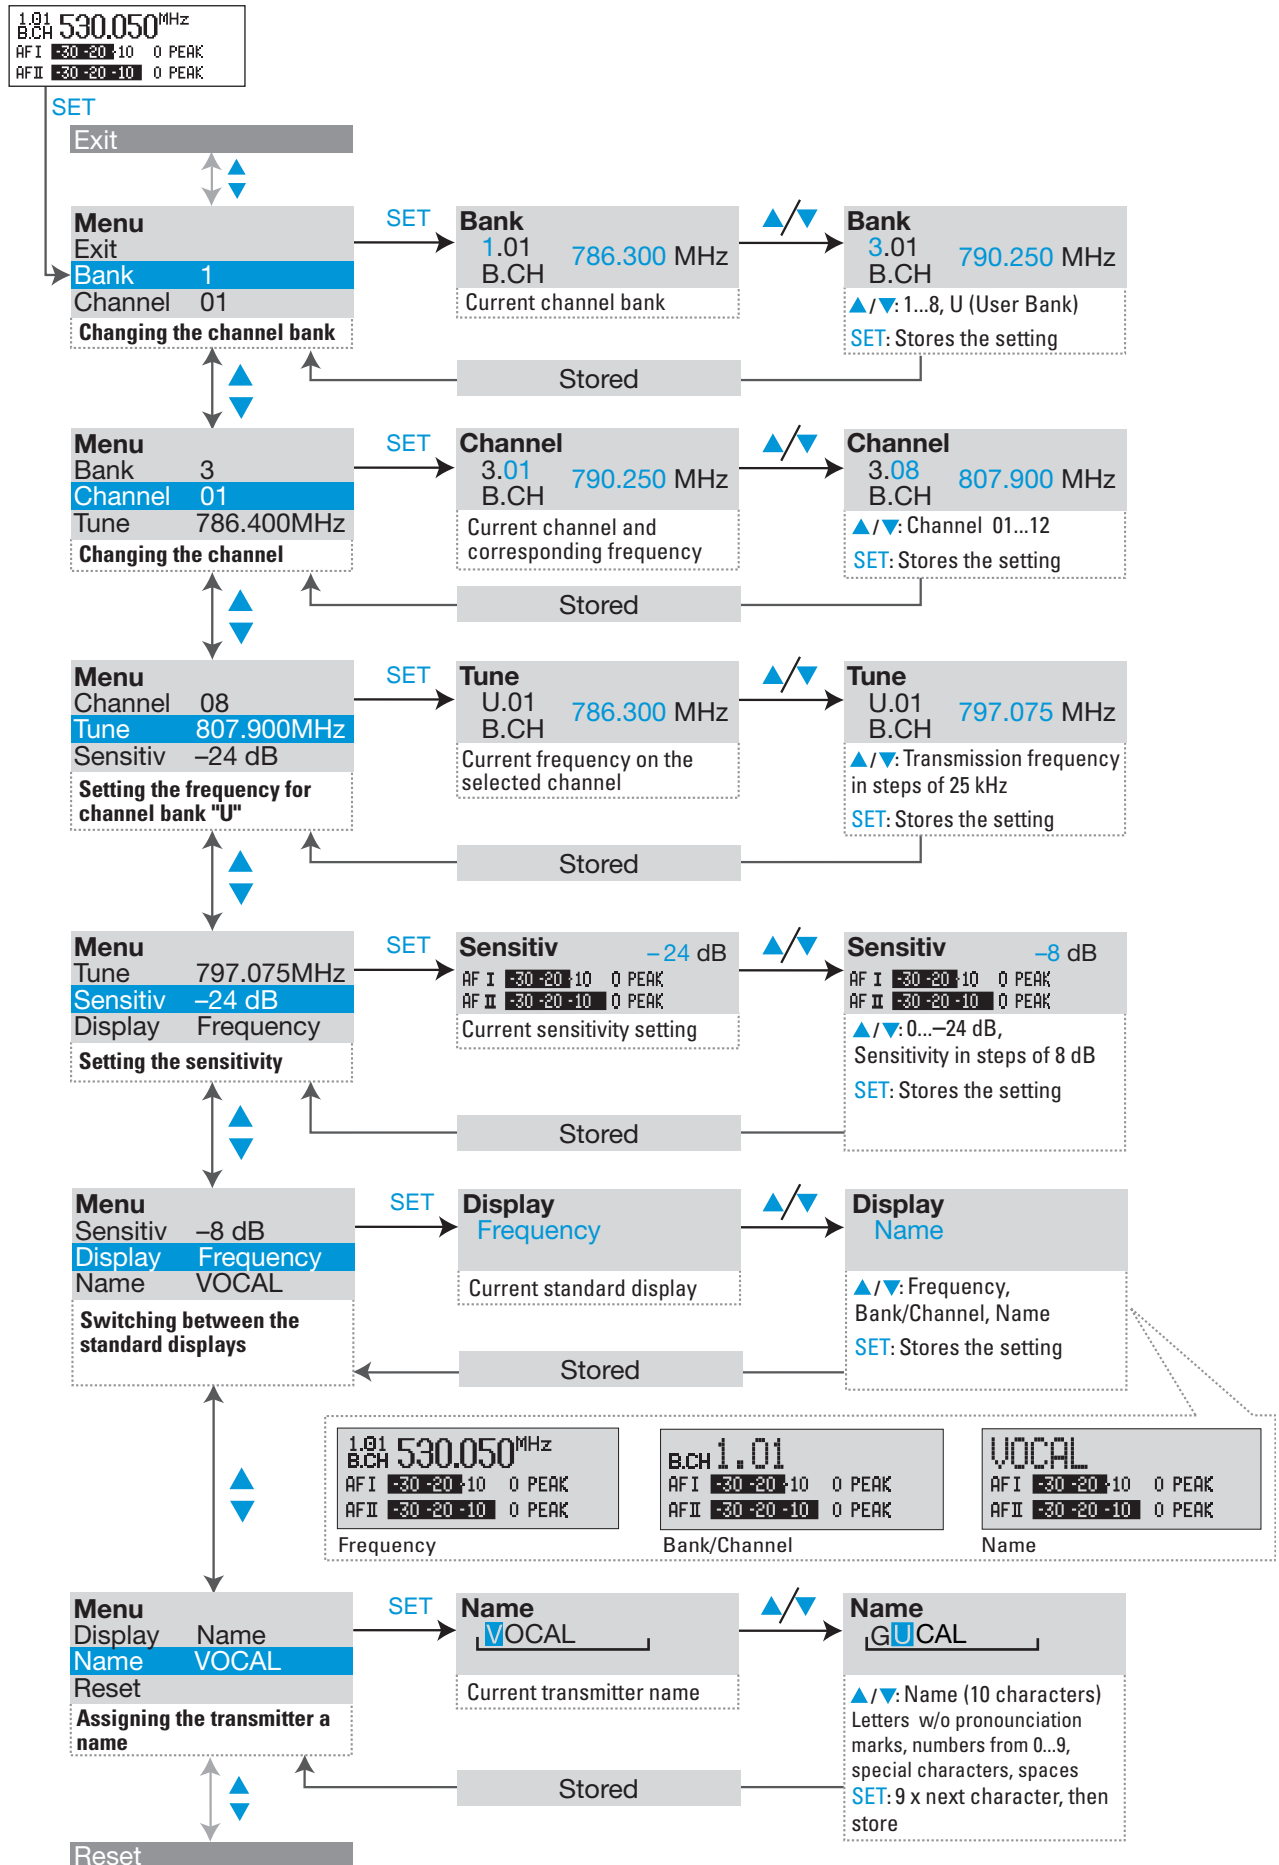 1.01 B.CH 530.050 MHz
AF I -30 -20 -10 0 PEAK
AF II -30 -20 -10 0 PEAK
SET
Exit
Menu
Exit
Bank 1
Channel 01
Changing the channel bank
SET
Bank
1.01 786.300 MHz
B.CH
Current channel bank
▲/▼
Bank
3.01 790.250 MHz
B.CH
▲/▼: 1...8, U (User Bank)
SET: Stores the setting
Stored
Menu
Bank 3
Channel 01
Tune 786.400MHz
Changing the channel
SET
Channel
3.01 790.250 MHz
B.CH
Current channel and
corresponding frequency
▲/▼
Channel
3.08 807.900 MHz
B.CH
▲/▼: Channel 01...12
SET: Stores the setting
Stored
Menu
Channel 08
Tune 807.900MHz
Sensitiv –24 dB
Setting the frequency for
channel bank "U"
SET
Tune
U.01 786.300 MHz
B.CH
Current frequency on the
selected channel
▲/▼
Tune
U.01 797.075 MHz
B.CH
▲/▼: Transmission frequency
in steps of 25 kHz
SET: Stores the setting
Stored
Menu
Tune 797.075MHz
Sensitiv –24 dB
Display Frequency
Setting the sensitivity
SET
Sensitiv –24 dB
AF I -30 -20 -10 0 PEAK
AF II -30 -20 -10 0 PEAK
Current sensitivity setting
▲/▼
Sensitiv –8 dB
AF I -30 -20 -10 0 PEAK
AF II -30 -20 -10 0 PEAK
▲/▼: 0...–24 dB,
Sensitivity in steps of 8 dB
SET: Stores the setting
Stored
Menu
Sensitiv –8 dB
Display Frequency
Name VOCAL
Switching between the
standard displays
SET
Display
Frequency
Current standard display
▲/▼
Display
Name
▲/▼: Frequency,
Bank/Channel, Name
SET: Stores the setting
Stored
1.01 B.CH 530.050 MHz
AF I -30 -20 -10 0 PEAK
AF II -30 -20 -10 0 PEAK
Frequency
B.CH 1.01
AF I -30 -20 -10 0 PEAK
AF II -30 -20 -10 0 PEAK
Bank/Channel
VOCAL
AF I -30 -20 -10 0 PEAK
AF II -30 -20 -10 0 PEAK
Name
Menu
Display Name
Name VOCAL
Reset
Assigning the transmitter a
name
SET
Name
VOCAL
Current transmitter name
▲/▼
Name
GUCAL
▲/▼: Name (10 characters)
Letters w/o pronounciation
marks, numbers from 0...9,
special characters, spaces
SET: 9 x next character, then
store
Stored
Reset